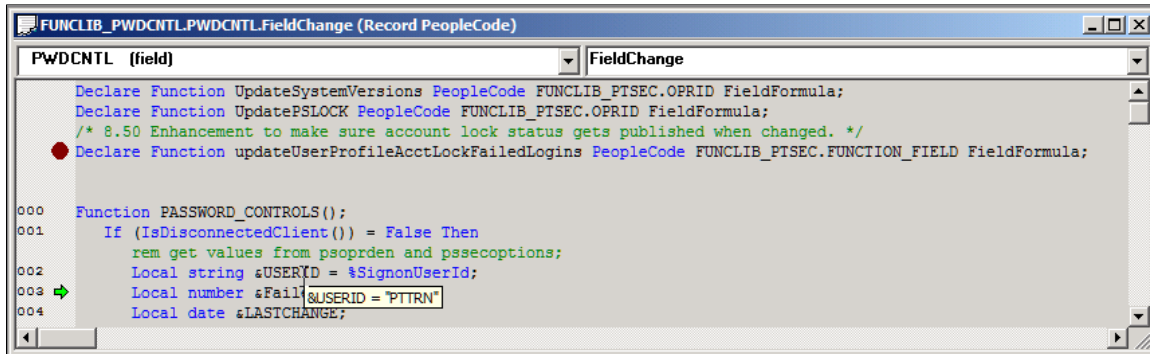 FUNCLIB_PWDCNTL.PWDCNTL.FieldChange (Record PeopleCode)
PWDCNTL (field)
FieldChange
Declare Function UpdateSystemVersions PeopleCode FUNCLIB_PTSEC.OPRID FieldFormula;
Declare Function UpdatePSLOCK PeopleCode FUNCLIB_PTSEC.OPRID FieldFormula;
/* 8.50 Enhancement to make sure account lock status gets published when changed. */
Declare Function updateUserProfileAcctLockFailedLogins PeopleCode FUNCLIB_PTSEC.FUNCTION_FIELD FieldFormula;
000 Function PASSWORD_CONTROLS();
001 If (IsDisconnectedClient()) = False Then
rem get values from psoprden and pssecoptions;
002 Local string &USERID = %SignonUserId;
003 Local number &Fail
&USERID = "PTTRN"
004 Local date &LASTCHANGE;